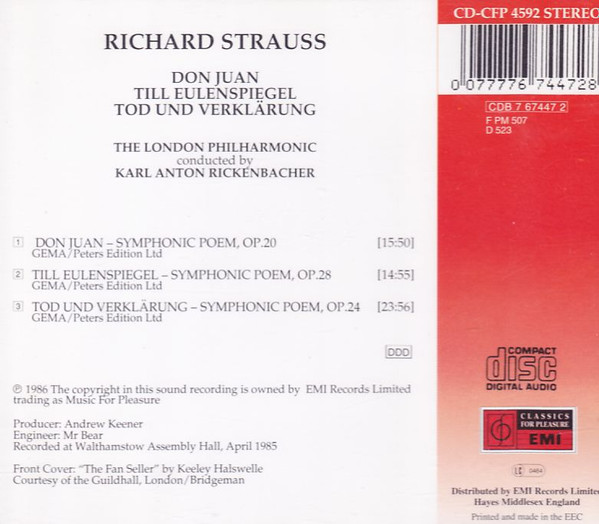 RICHARD STRAUSS
DON JUAN
TILL EULENSPIEGEL
TOD UND VERKLÄRUNG
THE LONDON PHILHARMONIC
conducted by
KARL ANTON RICKENBACHER
1 DON JUAN – SYMPHONIC POEM, OP.20 [15:50]
GEMA/Peters Edition Ltd
2 TILL EULENSPIEGEL – SYMPHONIC POEM, OP.28 [14:55]
GEMA/Peters Edition Ltd
3 TOD UND VERKLÄRUNG – SYMPHONIC POEM, OP.24 [23:56]
GEMA/Peters Edition Ltd
DDD
℗ 1986 The copyright in this sound recording is owned by EMI Records Limited
trading as Music For Pleasure
Producer: Andrew Keener
Engineer: Mr Bear
Recorded at Walthamstow Assembly Hall, April 1985
Front Cover: “The Fan Seller” by Keeley Halswelle
Courtesy of the Guildhall, London/Bridgeman
CD-CFP 4592 STEREO
0 077776 744728
CDB 7 67447 2
F PM 507
D 523
COMPACT
disc
DIGITAL AUDIO
CLASSICS
FOR PLEASURE
EMI
LC 0464
Distributed by EMI Records Limited
Hayes Middlesex England
Printed and made in the EEC